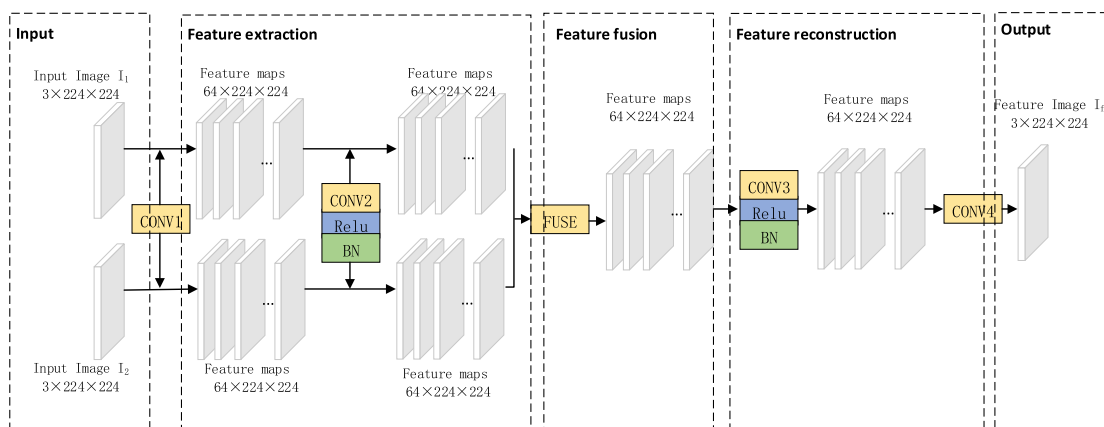 Input
Input Image I₁
3×224×224
CONV1
Input Image I₂
3×224×224
Feature extraction
Feature maps
64×224×224
...
Feature maps
64×224×224
...
CONV2
Relu
BN
...
Feature maps
64×224×224
...
Feature maps
64×224×224
Feature fusion
FUSE
Feature maps
64×224×224
...
Feature reconstruction
CONV3
Relu
BN
Feature maps
64×224×224
...
CONV4
Output
Feature Image I_f
3×224×224